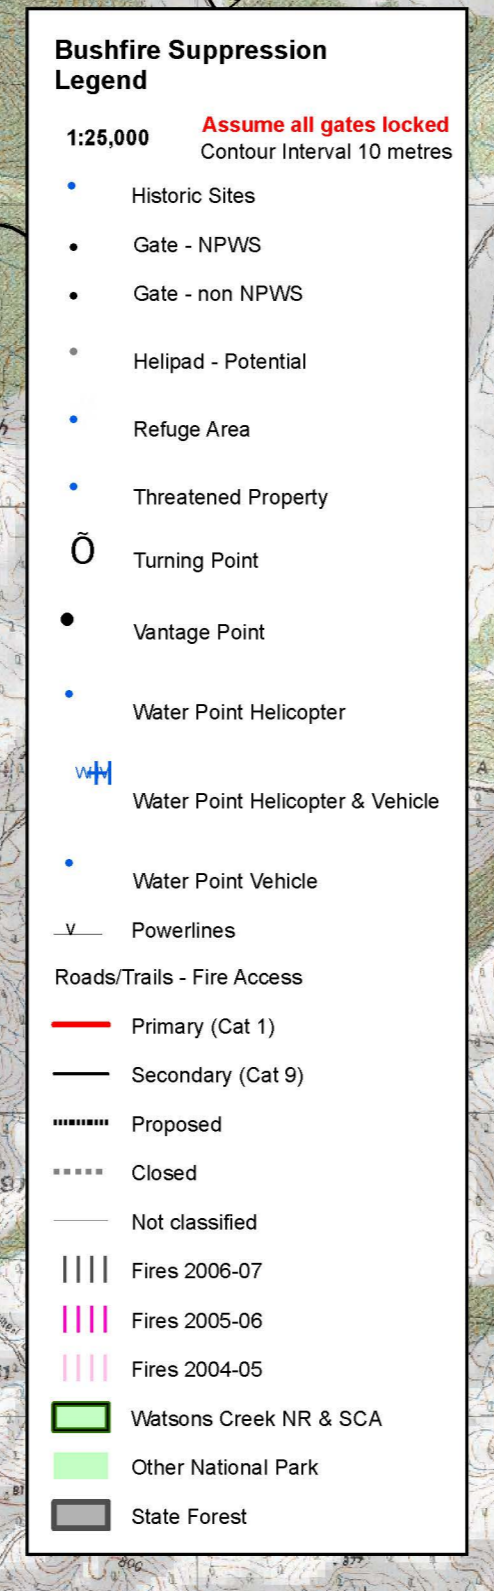 Bushfire Suppression
Legend
1:25,000
Assume all gates locked
Contour Interval 10 metres
Historic Sites
Gate - NPWS
Gate - non NPWS
Helipad - Potential
Refuge Area
Threatened Property
Õ Turning Point
Vantage Point
Water Point Helicopter
Water Point Helicopter & Vehicle
Water Point Vehicle
V Powerlines
Roads/Trails - Fire Access
Primary (Cat 1)
Secondary (Cat 9)
Proposed
Closed
Not classified
Fires 2006-07
Fires 2005-06
Fires 2004-05
Watsons Creek NR & SCA
Other National Park
State Forest
800
877